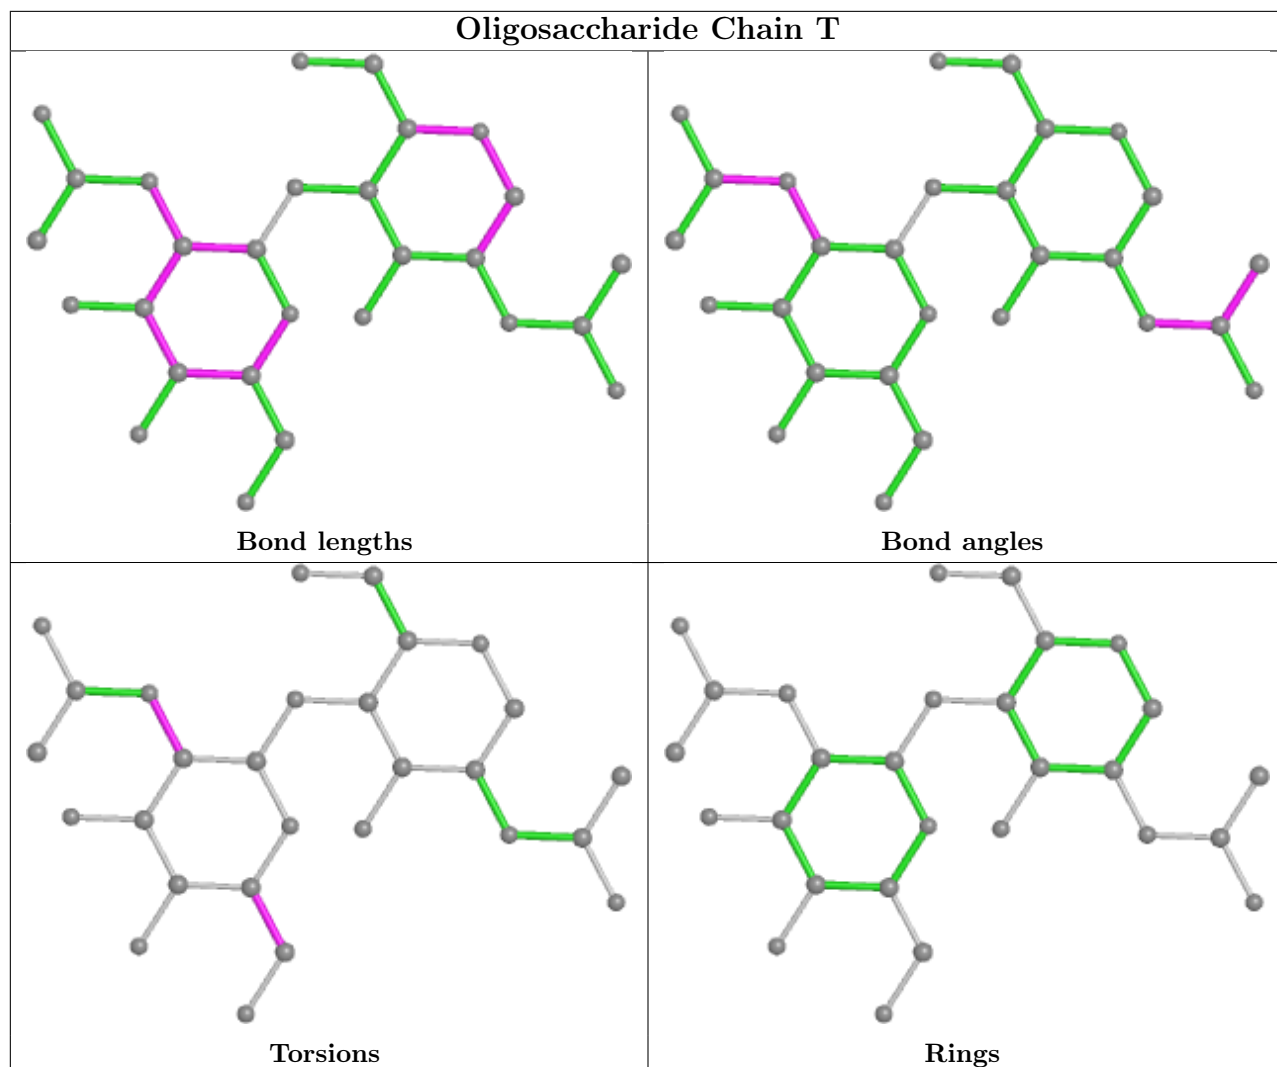 Oligosaccharide Chain T
Bond lengths
Bond angles
Torsions
Rings